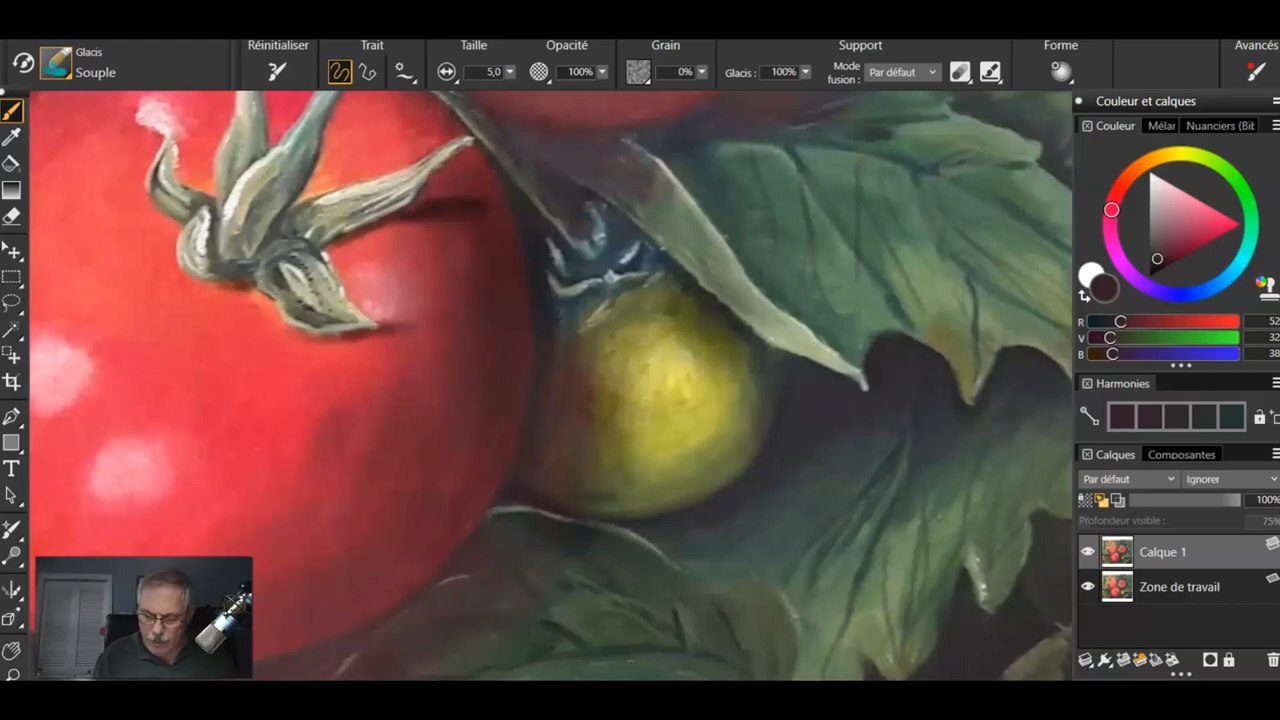 Glacis
Souple
Réinitialiser
Trait
Taille
5,0
Opacité
100%
Grain
0%
Support
Glacis : 100%
Mode fusion : Par défaut
Forme
Avancés
Couleur et calques
Couleur Mélar Nuanciers (Bit
R 52
V 32
B 38
Harmonies
Calques Composantes
Par défaut Ignorer
100%
Profondeur visible : 75%
Calque 1
Zone de travail
T